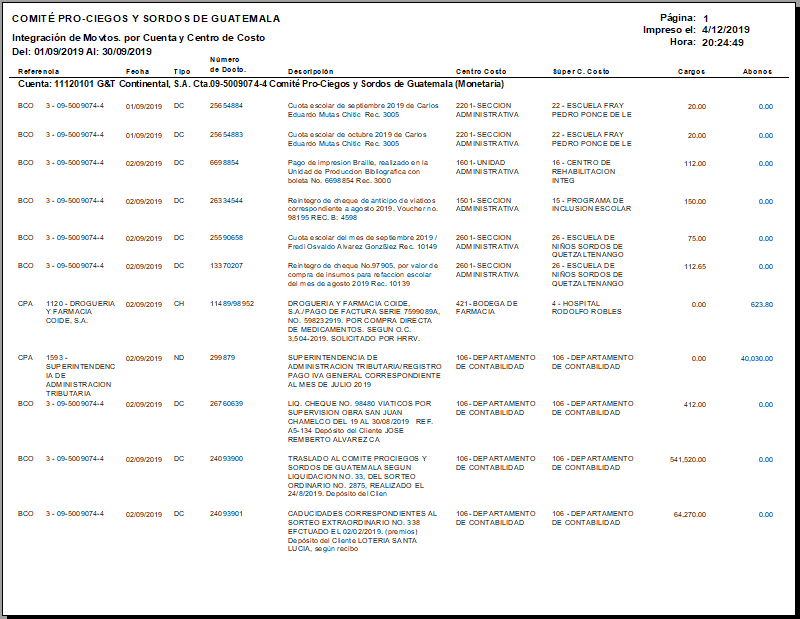 COMITÉ PRO-CIEGOS Y SORDOS DE GUATEMALA
Página: 1
Integración de Movtos. por Cuenta y Centro de Costo
Impreso el: 4/12/2019
Del: 01/09/2019 Al: 30/09/2019
Hora: 20:24:49
Referencia Fecha Tipo Número de Docto. Descripción Centro Costo Súper C. Costo Cargos Abonos
Cuenta: 11120101 G&T Continental, S.A. Cta.09-5009074-4 Comité Pro-Ciegos y Sordos de Guatemala (Monetaria)
BCO 3 - 09-5009074-4 01/09/2019 DC 25654884 Cuota escolar de septiembre 2019 de Carlos 2201- SECCION 22 - ESCUELA FRAY 20.00 0.00
Eduardo Mutas Chitic Rec. 3005 ADMINISTRATIVA PEDRO PONCE DE LE
BCO 3 - 09-5009074-4 01/09/2019 DC 25654883 Cuota escolar de octubre 2019 de Carlos 2201- SECCION 22 - ESCUELA FRAY 20.00 0.00
Eduardo Mutas Chitic Rec. 3005 ADMINISTRATIVA PEDRO PONCE DE LE
BCO 3 - 09-5009074-4 02/09/2019 DC 6698854 Pago de impresion Braille, realizado en la 1601- UNIDAD 16 - CENTRO DE 112.00 0.00
Unidad de Produccion Bibliografica con ADMINISTRATIVA REHABILITACION
boleta No. 6698854 Rec. 3000 INTEG
BCO 3 - 09-5009074-4 02/09/2019 DC 26334544 Reintegro de cheque de anticipo de viaticos 1501- SECCION 15 - PROGRAMA DE 150.00 0.00
correspondiente a agosto 2019. Voucher no. ADMINISTRATIVA INCLUSION ESCOLAR
98195 REC. B: 4598
BCO 3 - 09-5009074-4 02/09/2019 DC 25590658 Cuota escolar del mes de septiembre 2019 / 2601- SECCION 26 - ESCUELA DE 75.00 0.00
Fredi Osvaldo Alvarez GonzßIez Rec. 10149 ADMINISTRATIVA NIÑOS SORDOS DE
QUETZALTENANGO
BCO 3 - 09-5009074-4 02/09/2019 DC 13370207 Reintegro de cheque No.97905, por valor de 2601- SECCION 26 - ESCUELA DE 112.65 0.00
compra de insumos para refaccion escolar ADMINISTRATIVA NIÑOS SORDOS DE
del mes de agosto 2019 Rec. 10139 QUETZALTENANGO
CPA 1120 - DROGUERIA 02/09/2019 CH 11489/98952 DROGUERIA Y FARMACIA COIDE, 421- BODEGA DE 4 - HOSPITAL 0.00 623.80
Y FARMACIA S.A./PAGO DE FACTURA SERIE 7599089A, FARMACIA RODOLFO ROBLES
COIDE, S.A. NO. 598232919. POR COMPRA DIRECTA
DE MEDICAMENTOS. SEGUN O.C.
3,504-2019. SOLICITADO POR HRRV.
CPA 1593 - 02/09/2019 ND 299879 SUPERINTENDENCIA DE 106- DEPARTAMENTO 106 - DEPARTAMENTO 0.00 40,030.00
SUPERINTENDENC ADMINISTRACION TRIBUTARIA/REGISTRO DE CONTABILIDAD DE CONTABILIDAD
IA DE PAGO IVA GENERAL CORRESPONDIENTE
ADMINISTRACION AL MES DE JULIO 2019
TRIBUTARIA
BCO 3 - 09-5009074-4 02/09/2019 DC 26760639 LIQ. CHEQUE NO. 98480 VIATICOS POR 106- DEPARTAMENTO 106 - DEPARTAMENTO 412.00 0.00
SUPERVISION OBRA SAN JUAN DE CONTABILIDAD DE CONTABILIDAD
CHAMELCO DEL 19 AL 30/08/2019 REF.
A5-134 Depósito del Cliente JOSE
REMBERTO ALVAREZ CA
BCO 3 - 09-5009074-4 02/09/2019 DC 24093900 TRASLADO AL COMITE PROCIEGOS Y 106- DEPARTAMENTO 106 - DEPARTAMENTO 541,520.00 0.00
SORDOS DE GUATEMALA SEGUN DE CONTABILIDAD DE CONTABILIDAD
LIQUIDACION NO. 33, DEL SORTEO
ORDINARIO NO. 2875, REALIZADO EL
24/8/2019. Depósito del Clien
BCO 3 - 09-5009074-4 02/09/2019 DC 24093901 CADUCIDADES CORRESPONDIENTES AL 106- DEPARTAMENTO 106 - DEPARTAMENTO 64,270.00 0.00
SORTEO EXTRAORDINARIO NO. 338 DE CONTABILIDAD DE CONTABILIDAD
EFCTUADO EL 02/02/2019. (premios)
Depósito del Cliente LOTERIA SANTA
LUCIA, según recibo